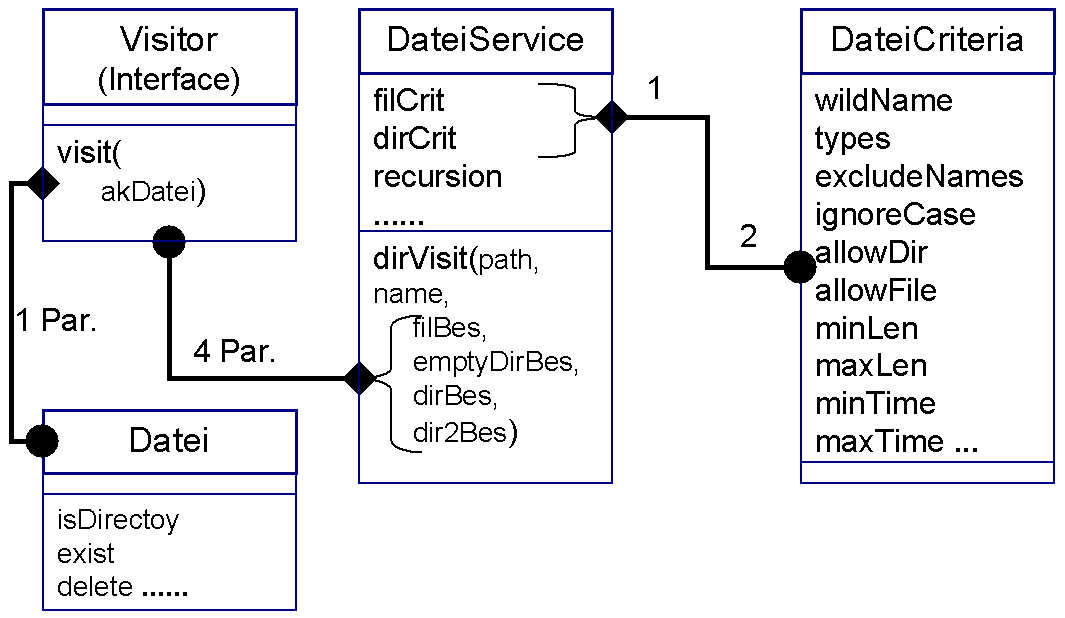 Visitor
(Interface)
visit(
akDatei)
1 Par.
4 Par.
Datei
isDirectoy
exist
delete ......
DateiService
filCrit
dirCrit
recursion
......
dirVisit(path,
name,
filBes,
emptyDirBes,
dirBes,
dir2Bes)
1
2
DateiCriteria
wildName
types
excludeNames
ignoreCase
allowDir
allowFile
minLen
maxLen
minTime
maxTime ...